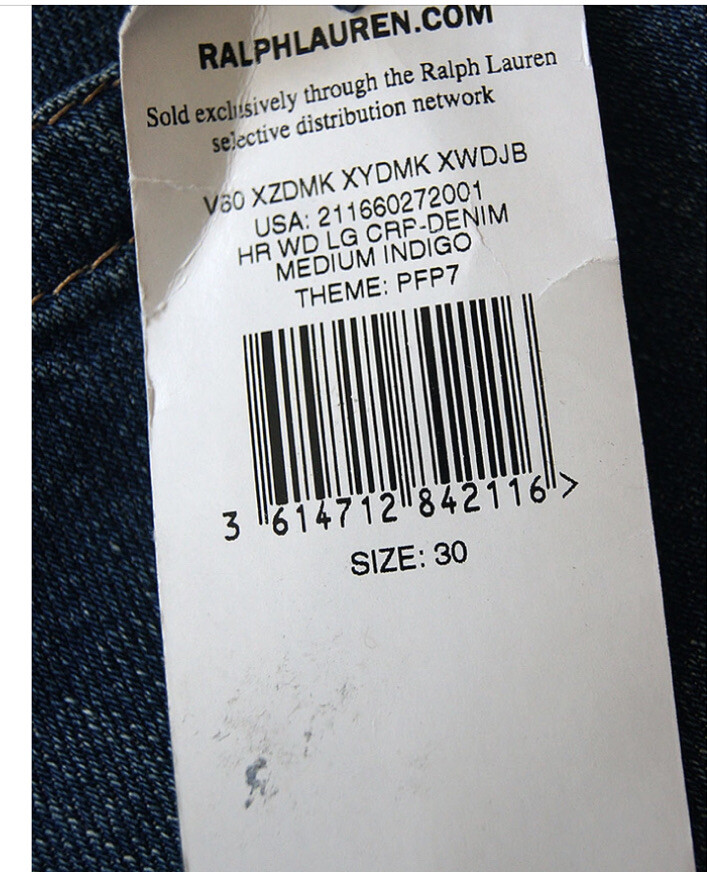 RALPHLAUREN.COM
Sold exclusively through the Ralph Lauren
selective distribution network
V80 XZDMK XYDMK XWDJB
USA: 211660272001
HR WD LG CRP-DENIM
MEDIUM INDIGO
THEME: PFP7
3 614712 842116 >
SIZE: 30